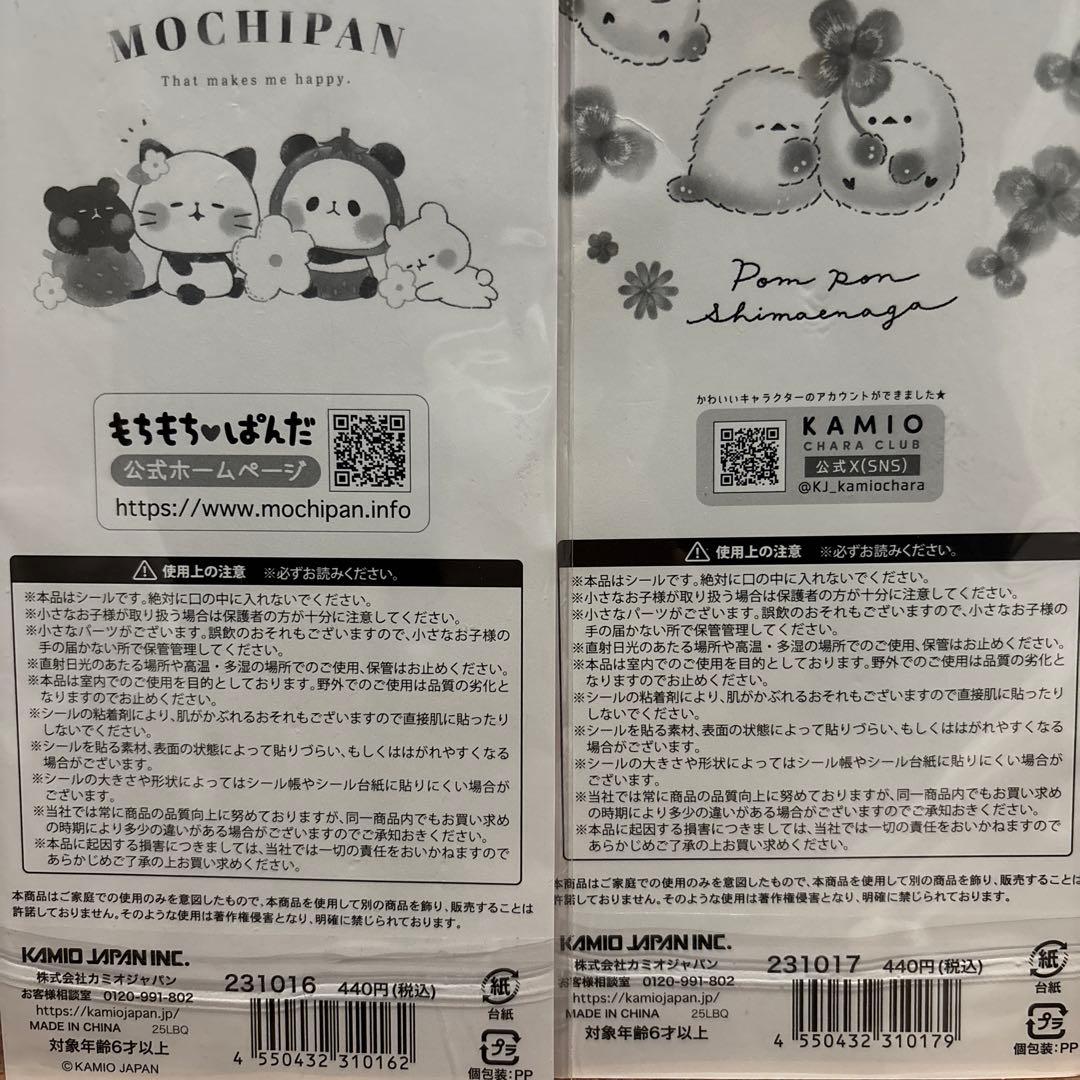 MOCHIPAN
That makes me happy.
もちもち♥ぱんだ
公式ホームページ
https://www.mochipan.info
⚠ 使用上の注意 ※必ずお読みください。
※本品はシールです。絶対に口の中に入れないでください。
※小さなお子様が取り扱う場合は保護者の方が十分に注意してください。
※小さなパーツがございます。誤飲のおそれもございますので、小さなお子様の
手の届かない所で保管管理してください。
※直射日光のあたる場所や高温・多湿の場所でのご使用、保管はお止めください。
※本品は室内でのご使用を目的としております。野外でのご使用は品質の劣化と
なりますのでお止めください。
※シールの粘着剤により、肌がかぶれるおそれもございますので直接肌に貼ったり
しないでください。
※シールを貼る素材、表面の状態によって貼りづらい、もしくははがれやすくなる
場合がございます。
※シールの大きさや形状によってはシール帳やシール台紙に貼りにくい場合が
ございます。
※当社では常に商品の品質向上に努めておりますが、同一商品内でもお買い求め
の時期により多少の違いがある場合がございますのでご承知おきください。
※本品に起因する損害につきましては、当社では一切の責任をおいかねますので
あらかじめご了承の上お買い求めください。
本商品はご家庭での使用のみを意図したもので、本商品を使用して別の商品を飾り、販売することは
許諾しておりません。そのような使用は著作権侵害となり、明確に禁じられております。
KAMIO JAPAN INC.
株式会社カミオジャパン
お客様相談室 0120-991-802
https://kamiojapan.jp/
MADE IN CHINA 25LBQ
対象年齢6才以上
©KAMIO JAPAN
231016 440円(税込)
4 550432 310162
紙
台紙
プラ
個包装:PP
Pom pon
Shimaenaga
かわいいキャラクターのアカウントができました★
KAMIO
CHARA CLUB
公式X(SNS)
@KJ_kamiochara
⚠ 使用上の注意 ※必ずお読みください。
※本品はシールです。絶対に口の中に入れないでください。
※小さなお子様が取り扱う場合は保護者の方が十分に注意してください。
※小さなパーツがございます。誤飲のおそれもございますので、小さなお子様の
手の届かない所で保管管理してください。
※直射日光のあたる場所や高温・多湿の場所でのご使用、保管はお止めください。
※本品は室内でのご使用を目的としております。野外でのご使用は品質の劣化と
なりますのでお止めください。
※シールの粘着剤により、肌がかぶれるおそれもございますので直接肌に貼ったり
しないでください。
※シールを貼る素材、表面の状態によって貼りづらい、もしくははがれやすくなる
場合がございます。
※シールの大きさや形状によってはシール帳やシール台紙に貼りにくい場合が
ございます。
※当社では常に商品の品質向上に努めておりますが、同一商品内でもお買い求め
の時期により多少の違いがある場合がございますのでご承知おきください。
※本品に起因する損害につきましては、当社では一切の責任をおいかねますので
あらかじめご了承の上お買い求めください。
本商品はご家庭での使用のみを意図したもので、本商品を使用して別の商品を飾り、販売することは
許諾しておりません。そのような使用は著作権侵害となり、明確に禁じられております。
KAMIO JAPAN INC.
株式会社カミオジャパン
お客様相談室 0120-991-802
https://kamiojapan.jp/
MADE IN CHINA 25LBQ
対象年齢6才以上
231017 440円(税込)
4 550432 310179
紙
台紙
プラ
個包装:PP